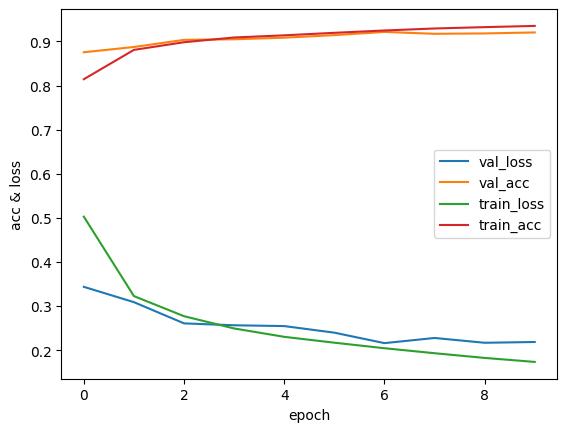 0.9
0.8
0.7
0.6
0.5
0.4
0.3
0.2
acc & loss
val_loss
val_acc
train_loss
train_acc
0 2 4 6 8
epoch